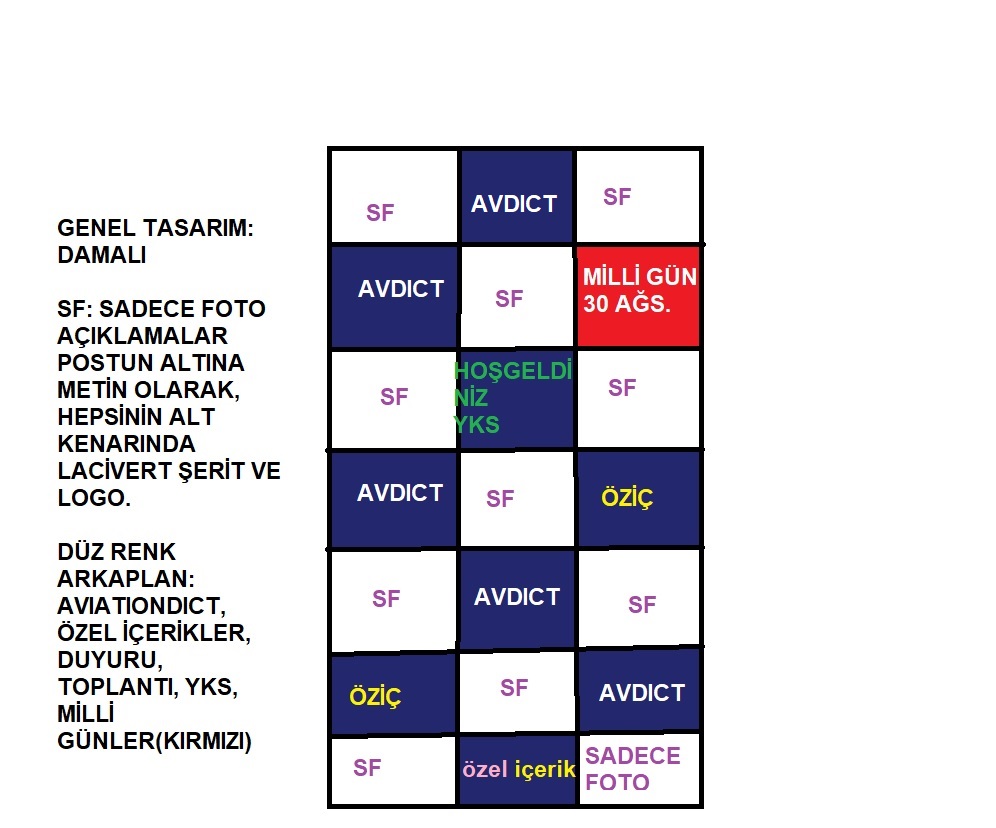 GENEL TASARIM:
DAMALI
SF: SADECE FOTO
AÇIKLAMALAR
POSTUN ALTINA
METİN OLARAK,
HEPSİNİN ALT
KENARINDA
LACİVERT ŞERİT VE
LOGO.
DÜZ RENK
ARKAPLAN:
AVIATIONDICT,
ÖZEL İÇERİKLER,
DUYURU,
TOPLANTI, YKS,
MİLLİ
GÜNLER(KIRMIZI)
SF
AVDICT
SF
AVDICT
SF
MİLLİ GÜN
30 AĞS.
SF
HOŞGELDİ
NİZ
YKS
SF
AVDICT
SF
ÖZİÇ
SF
AVDICT
SF
ÖZİÇ
SF
AVDICT
SF
özel içerik
SADECE
FOTO